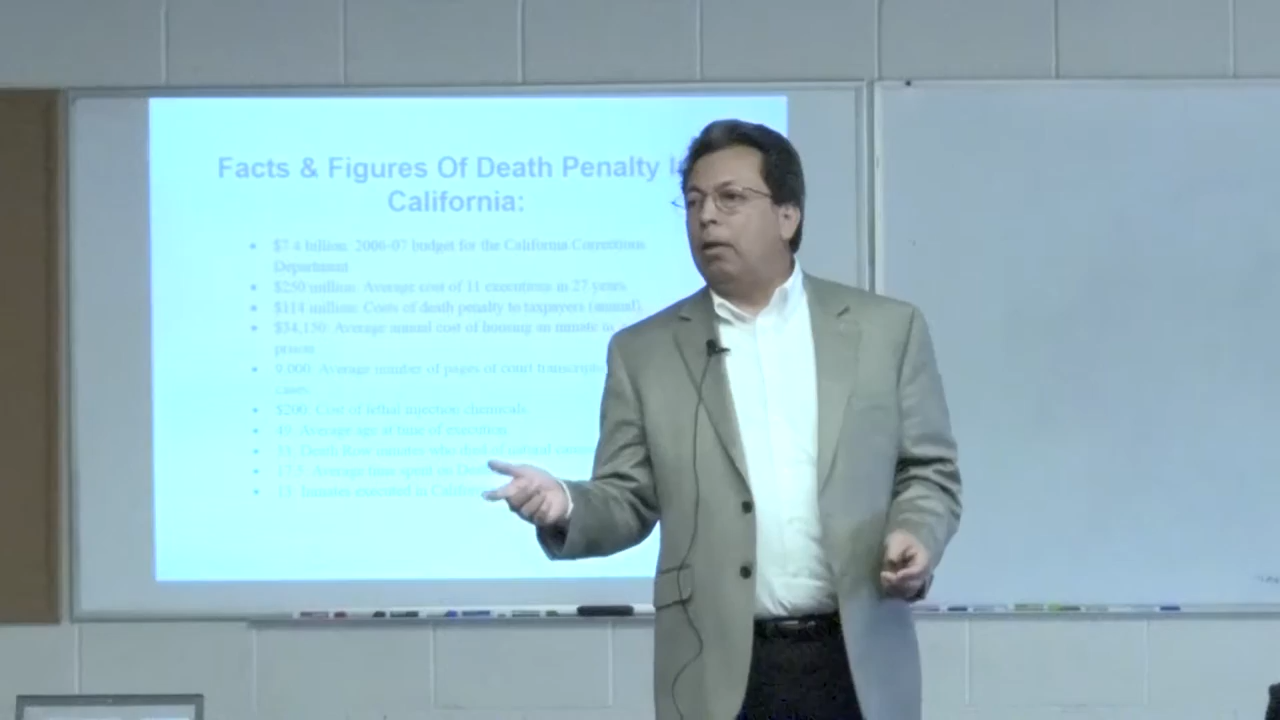 Facts & Figures Of Death Penalty
California:
$7.4 billion: 2006-07 budget for the California Corrections
Department
$250 million: Average cost of 11 executions in 27 years
$114 million: Costs of death penalty to taxpayers (annual)
$34,150: Average annual cost of housing an inmate in
prison
9,000: Average number of pages of court transcripts
cases
$200: Cost of lethal injection chemicals
49: Average age at time of execution
Death Row inmates who died of natural
17.5: Average time spent on
13: Inmates executed in